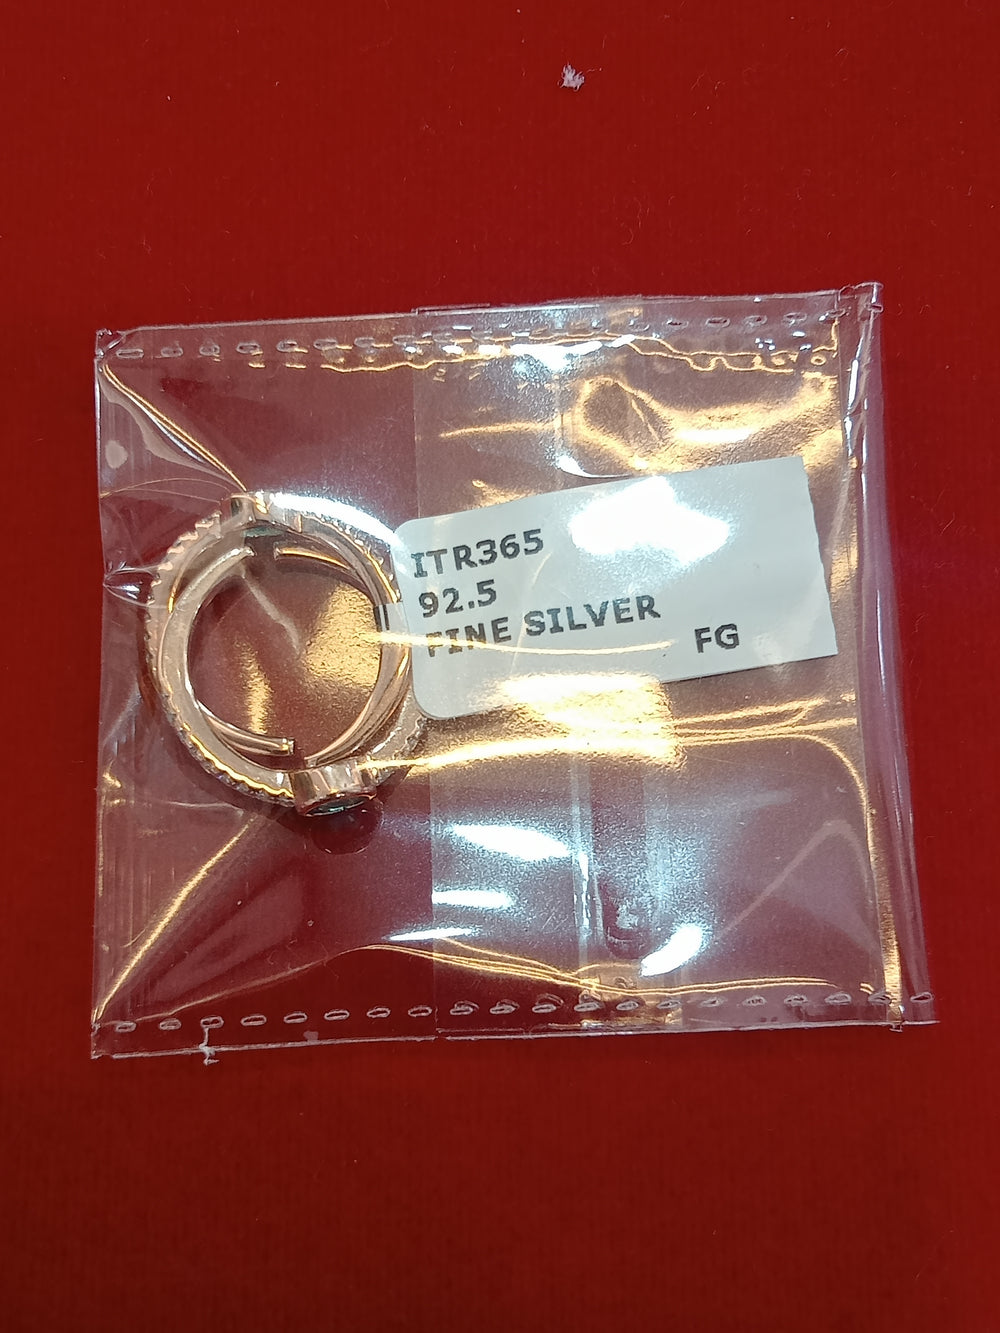 ITR365
92.5
FINE SILVER
FG